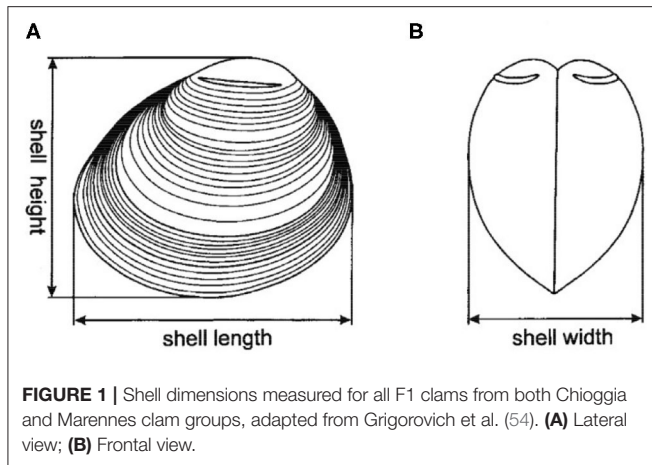 A
B
shell height
shell length
shell width
FIGURE 1 | Shell dimensions measured for all F1 clams from both Chioggia
and Marennes clam groups, adapted from Grigorovich et al. (54). (A) Lateral
view; (B) Frontal view.